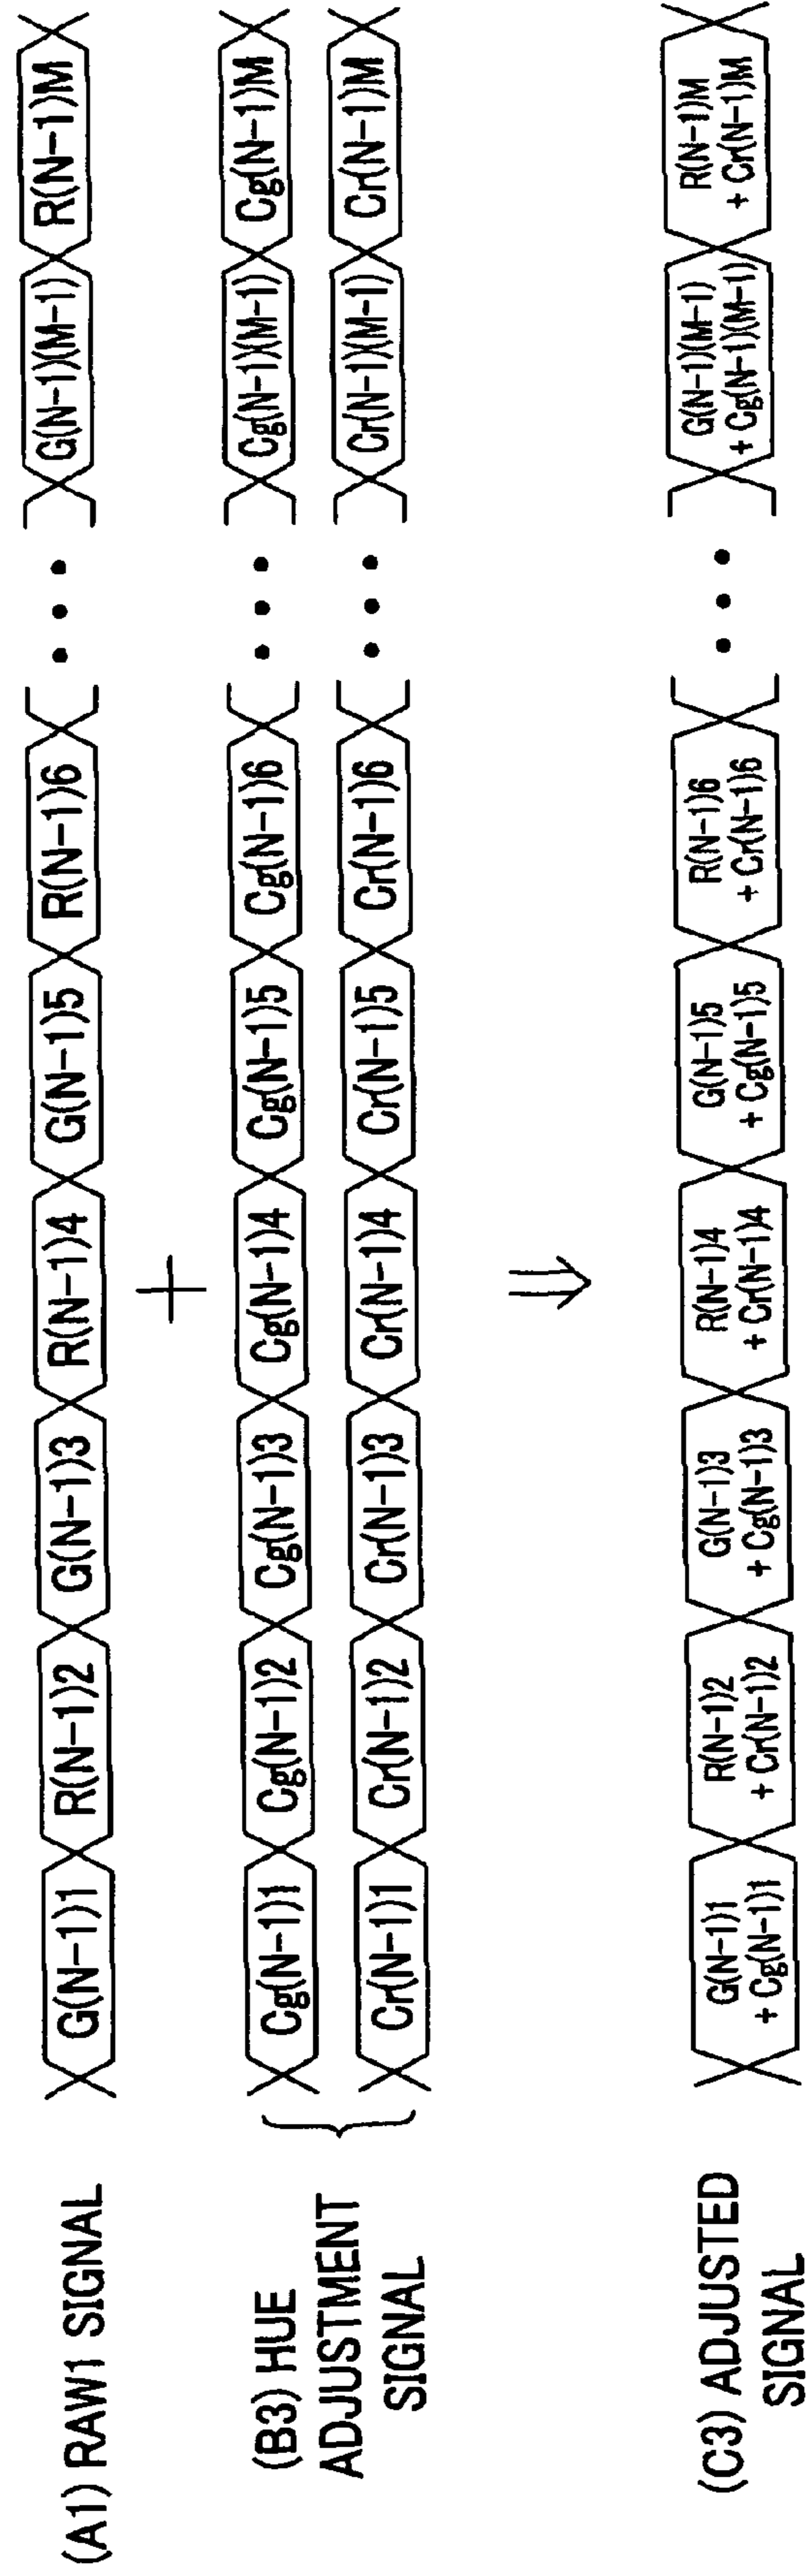 (A1) RAW1 SIGNAL
G(N-1)1 R(N-1)2 G(N-1)3 R(N-1)4 G(N-1)5 R(N-1)6 ••• G(N-1)(M-1) R(N-1)M
+
(B3) HUE
ADJUSTMENT
SIGNAL
Cg(N-1)1 Cg(N-1)2 Cg(N-1)3 Cg(N-1)4 Cg(N-1)5 Cg(N-1)6 ••• Cg(N-1)(M-1) Cg(N-1)M
Cr(N-1)1 Cr(N-1)2 Cr(N-1)3 Cr(N-1)4 Cr(N-1)5 Cr(N-1)6 ••• Cr(N-1)(M-1) Cr(N-1)M
⇒
(C3) ADJUSTED
SIGNAL
G(N-1)1
+ Cg(N-1)1
R(N-1)2
+ Cr(N-1)2
G(N-1)3
+ Cg(N-1)3
R(N-1)4
+ Cr(N-1)4
G(N-1)5
+ Cg(N-1)5
R(N-1)6
+ Cr(N-1)6
•••
G(N-1)(M-1)
+ Cg(N-1)(M-1)
R(N-1)M
+ Cr(N-1)M